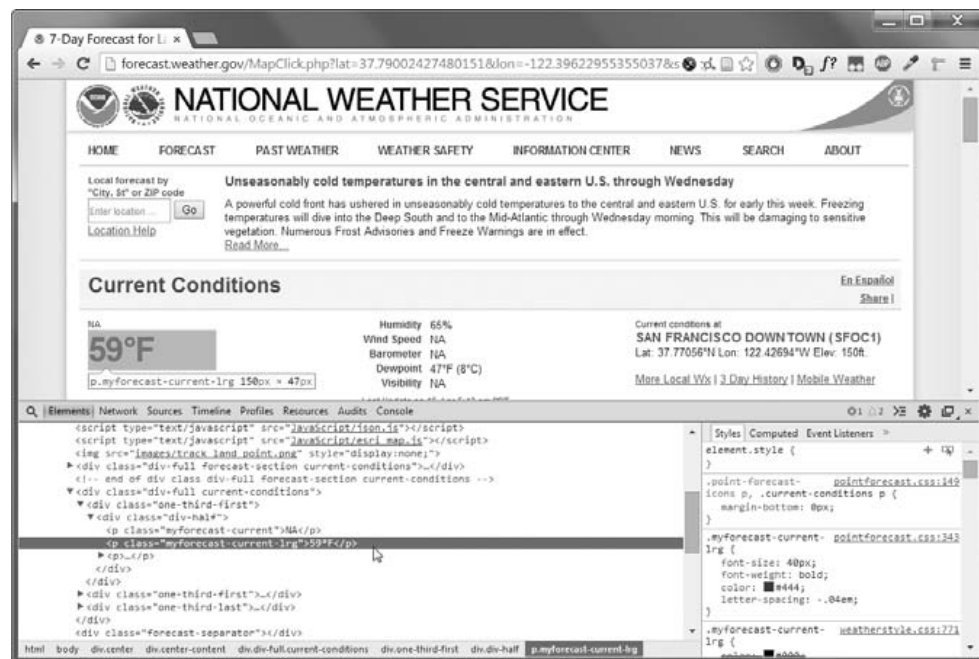 7-Day Forecast for L
forecast.weather.gov/MapClick.php?lat=37.79002427480151&lon=-122.39622955355037&s
NATIONAL WEATHER SERVICE
NATIONAL OCEANIC AND ATMOSPHERIC ADMINISTRATION
HOME FORECAST PAST WEATHER WEATHER SAFETY INFORMATION CENTER NEWS SEARCH ABOUT
Local forecast by
"City, St" or ZIP code
Enter location ...
Go
Location Help
Unseasonably cold temperatures in the central and eastern U.S. through Wednesday
A powerful cold front has ushered in unseasonably cold temperatures to the central and eastern U.S. for early this week. Freezing
temperatures will dive into the Deep South and to the Mid-Atlantic through Wednesday morning. This will be damaging to sensitive
vegetation. Numerous Frost Advisories and Freeze Warnings are in effect.
Read More...
Current Conditions
En Español
Share |
NA
59°F
p.myforecast-current-lrg 150px × 47px
Humidity 65%
Wind Speed NA
Barometer NA
Dewpoint 47°F (8°C)
Visibility NA
Current conditions at
SAN FRANCISCO DOWNTOWN (SFOC1)
Lat: 37.77056°N Lon: 122.42694°W Elev: 150ft.
More Local Wx | 3 Day History | Mobile Weather
Elements Network Sources Timeline Profiles Resources Audits Console
<script type="text/javascript" src="JavaScript/json.js"></script>
<script type="text/javascript" src="JavaScript/esri_map.js"></script>
<img src="images/track_land_point.png" style="display:none;">
<div class="div-full forecast-section current-conditions">…</div>
<!-- end of class div-full forecast-section current-conditions -->
<div class="div-full current-conditions">
<div class="one-third-first">
<div class="div-half">
<p class="myforecast-current">NA</p>
<p class="myforecast-current-lrg">59°F</p>
<p>…</p>
</div>
</div>
<div class="one-third-first">…</div>
<div class="one-third-last">…</div>
</div>
<div class="forecast-separator"></div>
html body div.center div.center-content div.div-full.current-conditions div.one-third-first div.div-half p.myforecast-current-lrg
Styles Computed Event Listeners »
element.style {
}
.point-forecast- pointforecast.css:149
icons p, .current-conditions p {
margin-bottom: 0px;
}
.myforecast-current- pointforecast.css:343
lrg {
font-size: 40px;
font-weight: bold;
color: #444;
letter-spacing: -.04em;
}
.myforecast-current- weatherstyle.css:771
lrg {